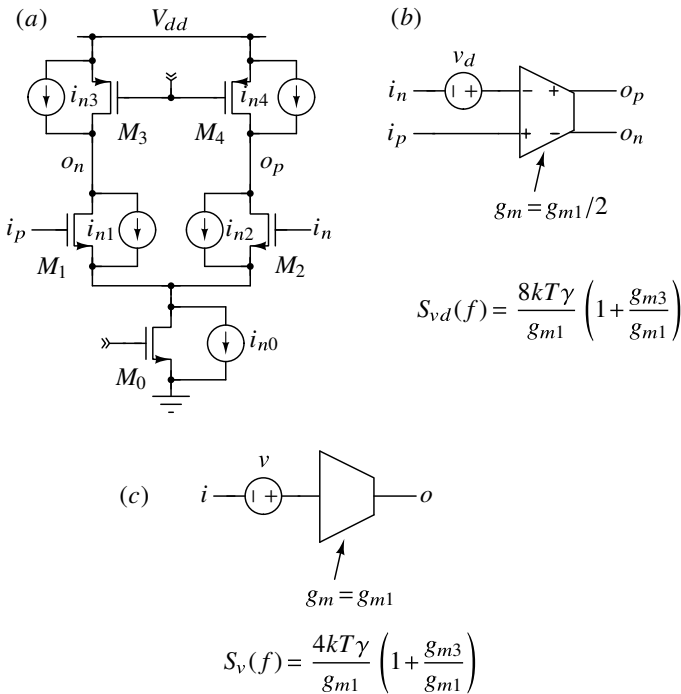 (a)
V_dd
i_n3
i_n4
M_3
M_4
o_n
o_p
i_p
i_n1
i_n2
i_n
M_1
M_2
i_n0
M_0
(b)
v_d
i_n
− +
o_p
i_p
+ −
o_n
g_m = g_m1/2
S_vd(f) = 8kTγ/g_m1 (1 + g_m3/g_m1)
(c)
v
i
o
g_m = g_m1
S_v(f) = 4kTγ/g_m1 (1 + g_m3/g_m1)